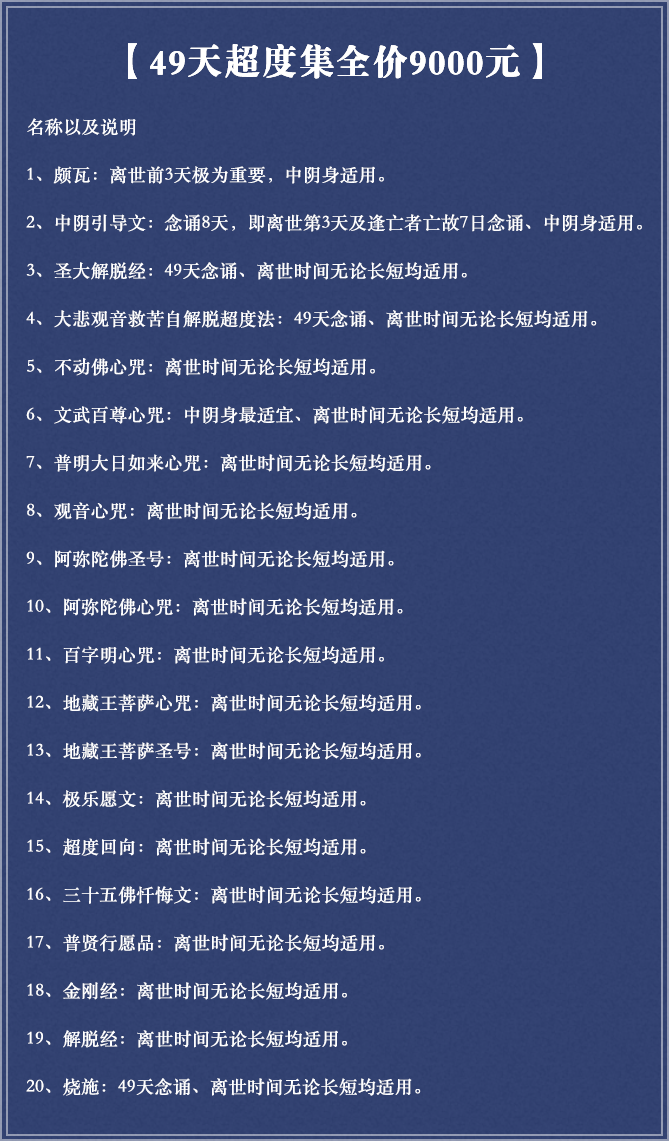 【49天超度集全价9000元】
名称以及说明
1、颇瓦：离世前3天极为重要，中阴身适用。
2、中阴引导文：念诵8天，即离世第3天及逢亡者亡故7日念诵、中阴身适用。
3、圣大解脱经：49天念诵、离世时间无论长短均适用。
4、大悲观音救苦自解脱超度法：49天念诵、离世时间无论长短均适用。
5、不动佛心咒：离世时间无论长短均适用。
6、文武百尊心咒：中阴身最适宜、离世时间无论长短均适用。
7、普明大日如来心咒：离世时间无论长短均适用。
8、观音心咒：离世时间无论长短均适用。
9、阿弥陀佛圣号：离世时间无论长短均适用。
10、阿弥陀佛心咒：离世时间无论长短均适用。
11、百字明心咒：离世时间无论长短均适用。
12、地藏王菩萨心咒：离世时间无论长短均适用。
13、地藏王菩萨圣号：离世时间无论长短均适用。
14、极乐愿文：离世时间无论长短均适用。
15、超度回向：离世时间无论长短均适用。
16、三十五佛忏悔文：离世时间无论长短均适用。
17、普贤行愿品：离世时间无论长短均适用。
18、金刚经：离世时间无论长短均适用。
19、解脱经：离世时间无论长短均适用。
20、烧施：49天念诵、离世时间无论长短均适用。